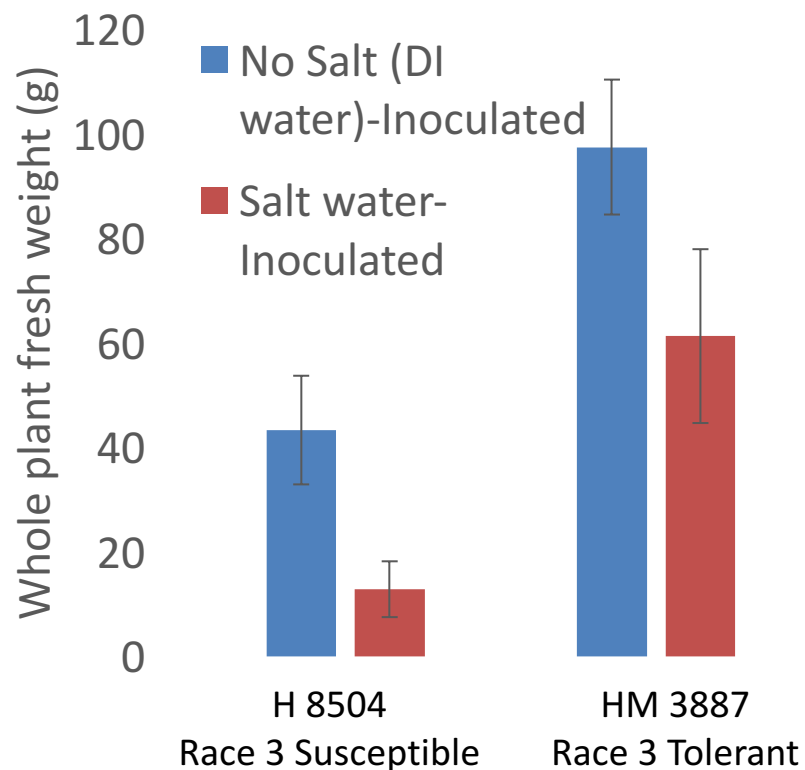 Whole plant fresh weight (g)
120
100
80
60
40
20
0
No Salt (DI
water)-Inoculated
Salt water-
Inoculated
H 8504
Race 3 Susceptible
HM 3887
Race 3 Tolerant